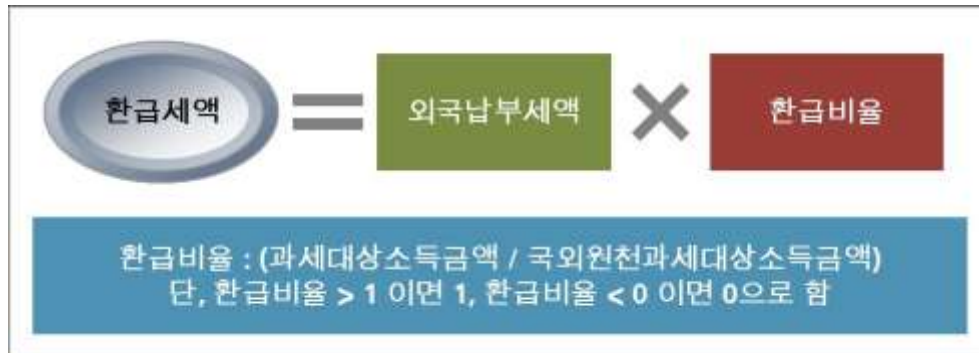 환급세액 = 외국납부세액 × 환급비율
환급비율 : (과세대상소득금액 / 국외원천과세대상소득금액)
단, 환급비율 > 1 이면 1, 환급비율 < 0 이면 0으로 함